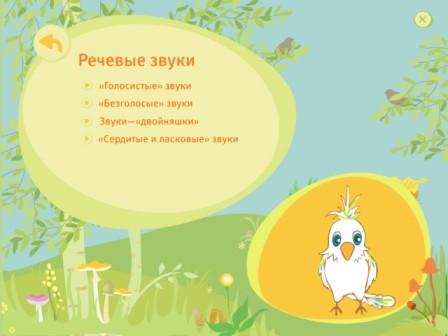 Речевые звуки
«Голосистые» звуки
«Безголосые» звуки
Звуки—«двойняшки»
«Сердитые и ласковые» звуки